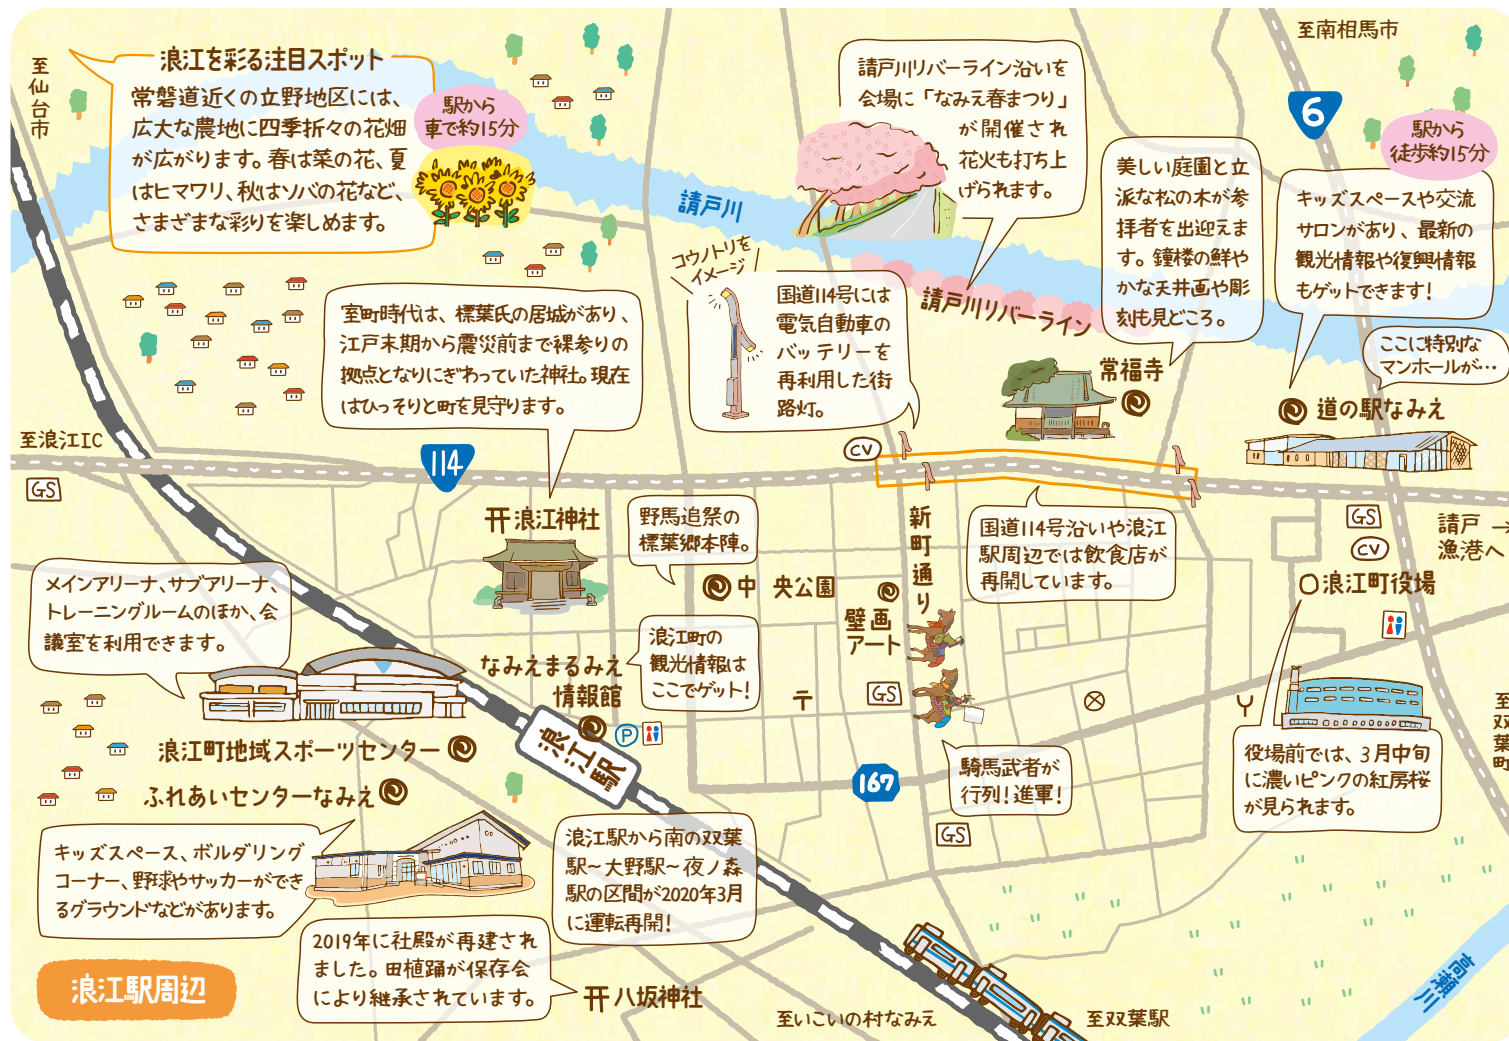 至仙台市
浪江を彩る注目スポット
常磐道近くの立野地区には、
広大な農地に四季折々の花畑
が広がります。春は菜の花、夏
はヒマワリ、秋はソバの花など、
さまざまな彩りを楽しめます。
駅から
車で約15分
請戸川
請戸川リバーライン沿いを
会場に「なみえ春まつり」
が開催され
花火も打ち上
げられます。
美しい庭園と立
派な松の木が参
拝者を出迎えま
す。鐘楼の鮮や
かな天井画や彫
刻も見どころ。
至南相馬市
6
駅から
徒歩約15分
キッズスペースや交流
サロンがあり、最新の
観光情報や復興情報
もゲットできます!
ここに特別な
マンホールが…
道の駅なみえ
コウノトリを
イメージ
国道114号には
電気自動車の
バッテリーを
再利用した街
路灯。
請戸川リバーライン
常福寺
室町時代は、標葉氏の居城があり、
江戸末期から震災前まで裸参りの
拠点となりにぎわっていた神社。現在
はひっそりと町を見守ります。
至浪江IC
GS
114
CV
浪江神社
野馬追祭の
標葉郷本陣。
中央公園
新町通り
壁画
アート
国道114号沿いや浪江
駅周辺では飲食店が
再開しています。
GS
CV
請戸→
漁港へ
浪江町役場
メインアリーナ、サブアリーナ、
トレーニングルームのほか、会
議室を利用できます。
浪江町地域スポーツセンター
なみえまるみえ
情報館
浪江町の
観光情報は
ここでゲット!
P
〒
GS
浪江駅
167
騎馬武者が
行列!進軍!
GS
役場前では、3月中旬
に濃いピンクの紅房桜
が見られます。
至双葉町
ふれあいセンターなみえ
キッズスペース、ボルダリング
コーナー、野球やサッカーができ
るグラウンドなどがあります。
浪江駅から南の双葉
駅〜大野駅〜夜ノ森
駅の区間が2020年3月
に運転再開!
2019年に社殿が再建され
ました。田植踊が保存会
により継承されています。
八坂神社
浪江駅周辺
至いこいの村なみえ
至双葉駅
高瀬川